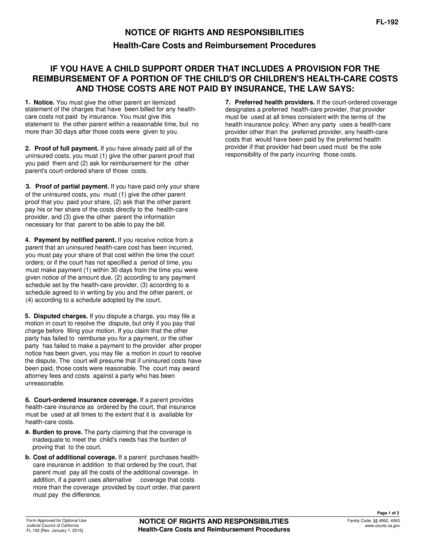 FL-192
NOTICE OF RIGHTS AND RESPONSIBILITIES
Health-Care Costs and Reimbursement Procedures
IF YOU HAVE A CHILD SUPPORT ORDER THAT INCLUDES A PROVISION FOR THE
REIMBURSEMENT OF A PORTION OF THE CHILD'S OR CHILDREN'S HEALTH-CARE COSTS
AND THOSE COSTS ARE NOT PAID BY INSURANCE, THE LAW SAYS:
1. Notice. You must give the other parent an itemized
statement of the charges that have been billed for any health-
care costs not paid by insurance. You must give this
statement to the other parent within a reasonable time, but no
more than 30 days after those costs were given to you.
2. Proof of full payment. If you have already paid all of the
uninsured costs, you must (1) give the other parent proof that
you paid them and (2) ask for reimbursement for the other
parent's court-ordered share of those costs.
3. Proof of partial payment. If you have paid only your share
of the uninsured costs, you must (1) give the other parent
proof that you paid your share, (2) ask that the other parent
pay his or her share of the costs directly to the health-care
provider, and (3) give the other parent the information
necessary for that parent to be able to pay the bill.
4. Payment by notified parent. If you receive notice from a
parent that an uninsured health-care cost has been incurred,
you must pay your share of that cost within the time the court
orders; or if the court has not specified a period of time, you
must make payment (1) within 30 days from the time you were
given notice of the amount due, (2) according to any payment
schedule set by the health-care provider, (3) according to a
schedule agreed to in writing by you and the other parent, or
(4) according to a schedule adopted by the court.
5. Disputed charges. If you dispute a charge, you may file a
motion in court to resolve the dispute, but only if you pay that
charge before filing your motion. If you claim that the other
party has failed to reimburse you for a payment, or the other
party has failed to make a payment to the provider after proper
notice has been given, you may file a motion in court to resolve
the dispute. The court will presume that if uninsured costs have
been paid, those costs were reasonable. The court may award
attorney fees and costs against a party who has been
unreasonable.
6. Court-ordered insurance coverage. If a parent provides
health-care insurance as ordered by the court, that insurance
must be used at all times to the extent that it is available for
health-care costs.
a. Burden to prove. The party claiming that the coverage is
inadequate to meet the child's needs has the burden of
proving that to the court.
b. Cost of additional coverage. If a parent purchases health-
care insurance in addition to that ordered by the court, that
parent must pay all the costs of the additional coverage. In
addition, if a parent uses alternative coverage that costs
more than the coverage provided by court order, that parent
must pay the difference.
7. Preferred health providers. If the court-ordered coverage
designates a preferred health-care provider, that provider
must be used at all times consistent with the terms of the
health insurance policy. When any party uses a health-care
provider other than the preferred provider, any health-care
costs that would have been paid by the preferred health
provider if that provider had been used must be the sole
responsibility of the party incurring those costs.
Page 1 of 2
Form Approved for Optional Use
Judicial Council of California
FL-192 [Rev. January 1, 2015]
NOTICE OF RIGHTS AND RESPONSIBILITIES
Health-Care Costs and Reimbursement Procedures
Family Code, §§ 4062, 4063
www.courts.ca.gov